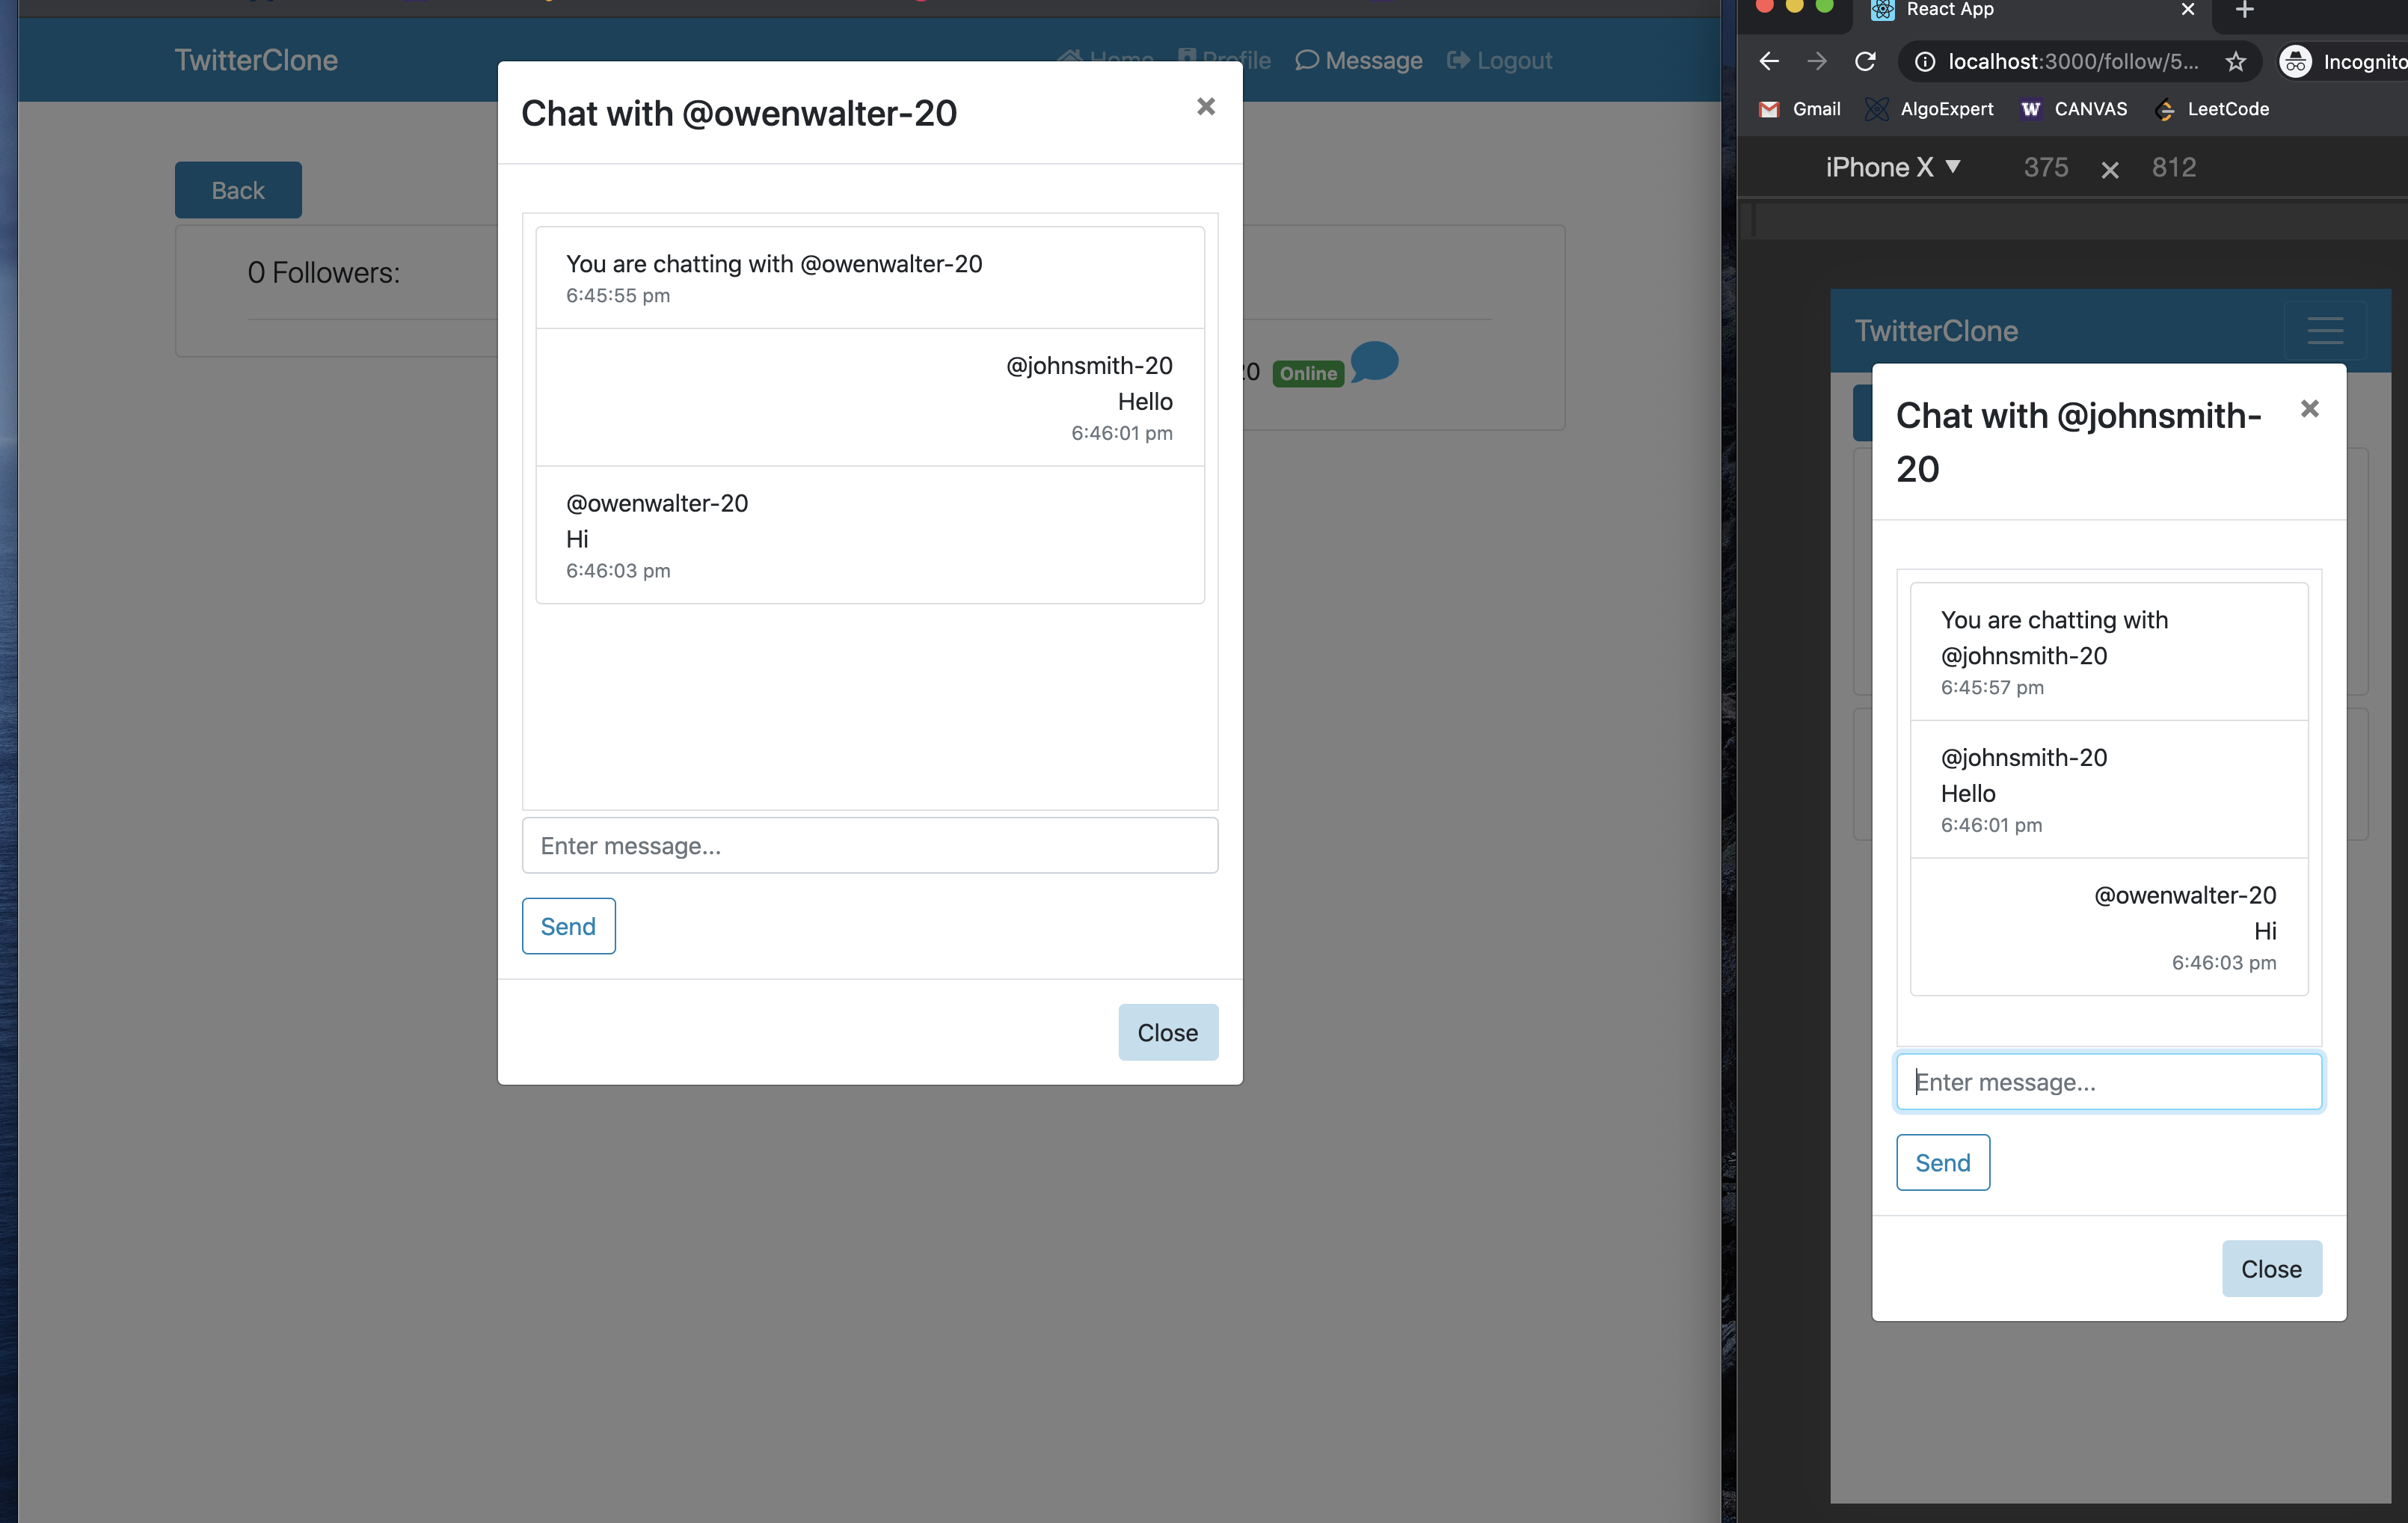 TwitterClone
Home Profile Message Logout
Back
0 Followers:
20 Online
Chat with @owenwalter-20
×
You are chatting with @owenwalter-20
6:45:55 pm
@johnsmith-20
Hello
6:46:01 pm
@owenwalter-20
Hi
6:46:03 pm
Enter message...
Send
Close
React App
localhost:3000/follow/5...
Incognito
Gmail AlgoExpert CANVAS LeetCode
iPhone X 375 × 812
TwitterClone
Chat with @johnsmith-
20
×
You are chatting with
@johnsmith-20
6:45:57 pm
@johnsmith-20
Hello
6:46:01 pm
@owenwalter-20
Hi
6:46:03 pm
Enter message...
Send
Close